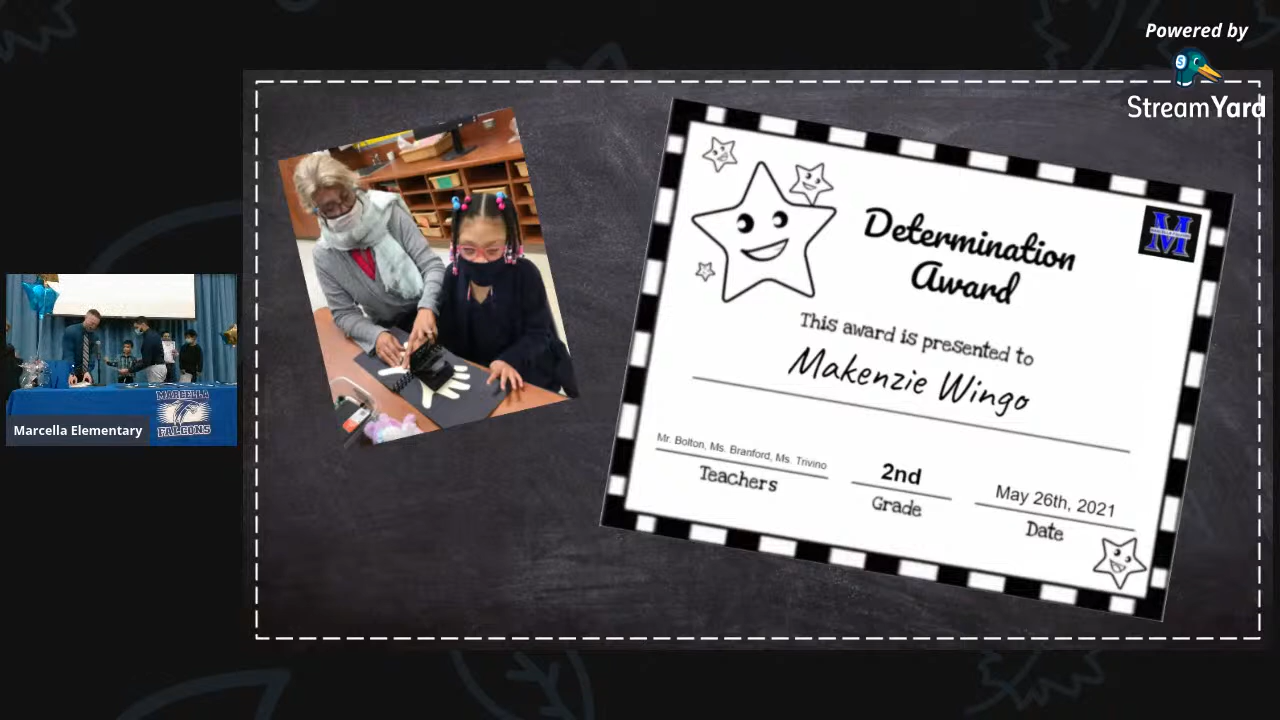 Powered by
StreamYard
Determination
Award
This award is presented to
Makenzie Wingo
Mr. Bolton, Ms. Branford, Ms. Trivino
Teachers
2nd
Grade
May 26th, 2021
Date
M
MARCELLA
FALCONS
Marcella Elementary